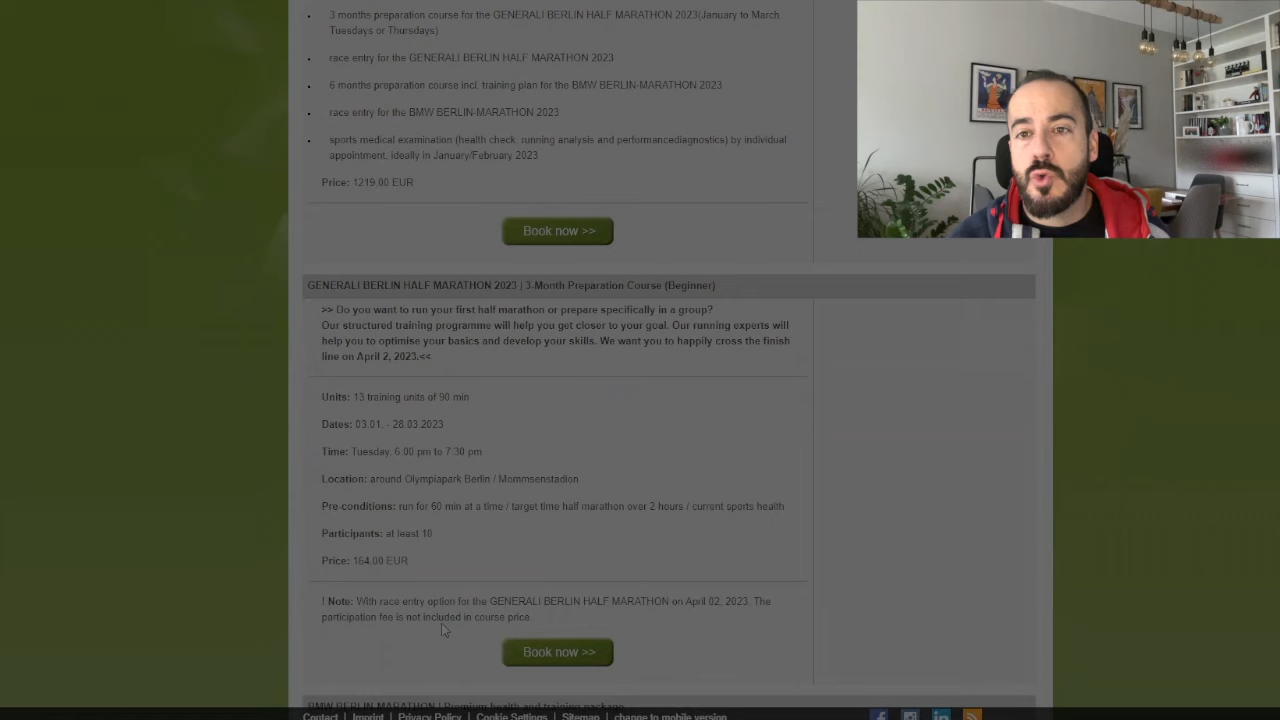 3 months preparation course for the GENERALI BERLIN HALF MARATHON 2023(January to March,
Tuesdays or Thursdays)
race entry for the GENERALI BERLIN HALF MARATHON 2023
6 months preparation course incl. training plan for the BMW BERLIN-MARATHON 2023
race entry for the BMW BERLIN-MARATHON 2023
sports medical examination (health check, running analysis and performancediagnostics) by individual
appointment, ideally in January/February 2023
Price: 1219.00 EUR
Book now >>
GENERALI BERLIN HALF MARATHON 2023 | 3-Month Preparation Course (Beginner)
>> Do you want to run your first half marathon or prepare specifically in a group?
Our structured training programme will help you get closer to your goal. Our running experts will
help you to optimise your basics and develop your skills. We want you to happily cross the finish
line on April 2, 2023.<<
Units: 13 training units of 90 min
Dates: 03.01. - 28.03.2023
Time: Tuesday, 6:00 pm to 7:30 pm
Location: around Olympiapark Berlin / Mommsenstadion
Pre-conditions: run for 60 min at a time / target time half marathon over 2 hours / current sports health
Participants: at least 10
Price: 164.00 EUR
! Note: With race entry option for the GENERALI BERLIN HALF MARATHON on April 02, 2023. The
participation fee is not included in course price.
Book now >>
BMW BERLIN MARATHON | Premium health and training package
Contact | Imprint | Privacy Policy | Cookie Settings | Sitemap | change to mobile version